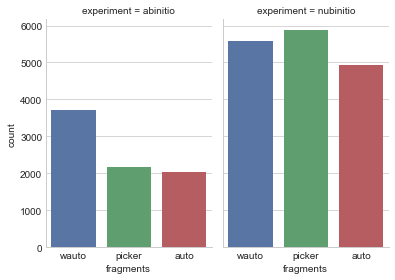 experiment = abinitio
experiment = nubinitio
6000
5000
4000
3000
2000
1000
0
count
wauto picker auto
wauto picker auto
fragments
fragments